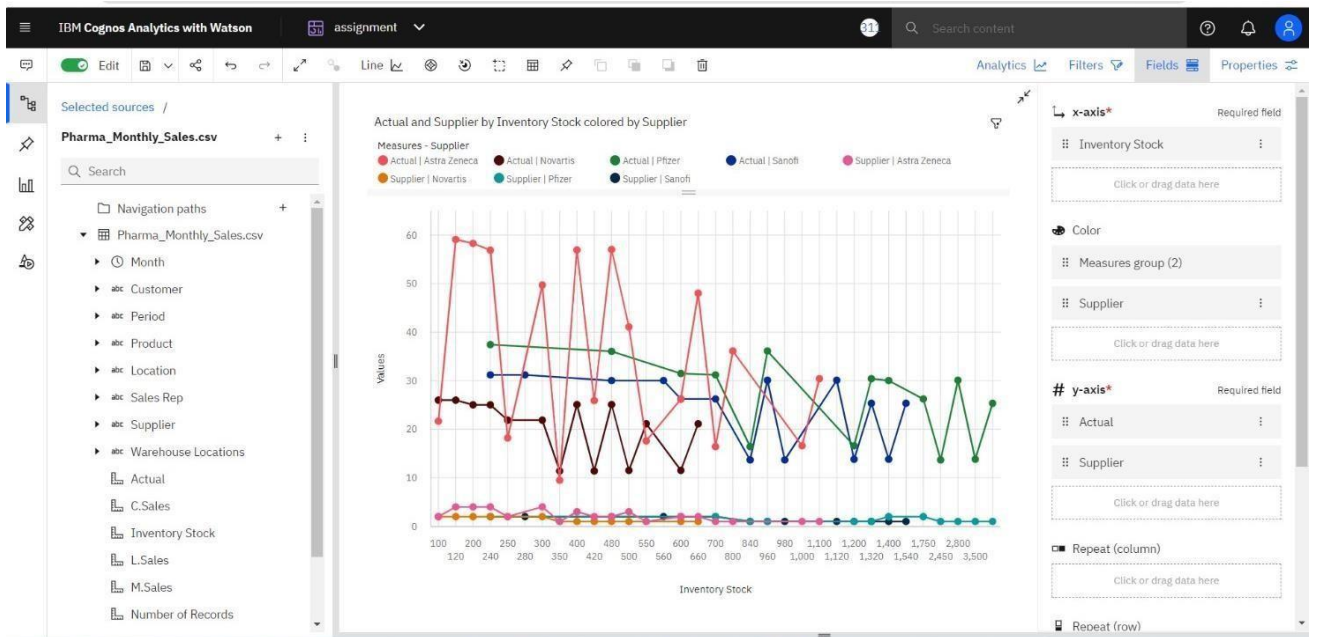 IBM Cognos Analytics with Watson
assignment
Search content
Edit
Line
Analytics
Filters
Fields
Properties
Selected sources /
Pharma_Monthly_Sales.csv
Search
Navigation paths
Pharma_Monthly_Sales.csv
Month
abc Customer
abc Period
abc Product
abc Location
abc Sales Rep
abc Supplier
abc Warehouse Locations
Actual
C.Sales
Inventory Stock
L.Sales
M.Sales
Number of Records
Actual and Supplier by Inventory Stock colored by Supplier
Measures - Supplier
Actual | Astra Zeneca Actual | Novartis Actual | Pfizer Actual | Sanofi Supplier | Astra Zeneca
Supplier | Novartis Supplier | Pfizer Supplier | Sanofi
Values
60
50
40
30
20
10
0
100 200 250 300 400 480 550 600 700 840 980 1,100 1,200 1,400 1,750 2,800
120 240 280 350 420 500 560 660 800 960 1,000 1,120 1,320 1,540 2,450 3,500
Inventory Stock
x-axis* Required field
Inventory Stock
Click or drag data here
Color
Measures group (2)
Supplier
Click or drag data here
# y-axis* Required field
Actual
Supplier
Click or drag data here
Repeat (column)
Click or drag data here
Repeat (row)